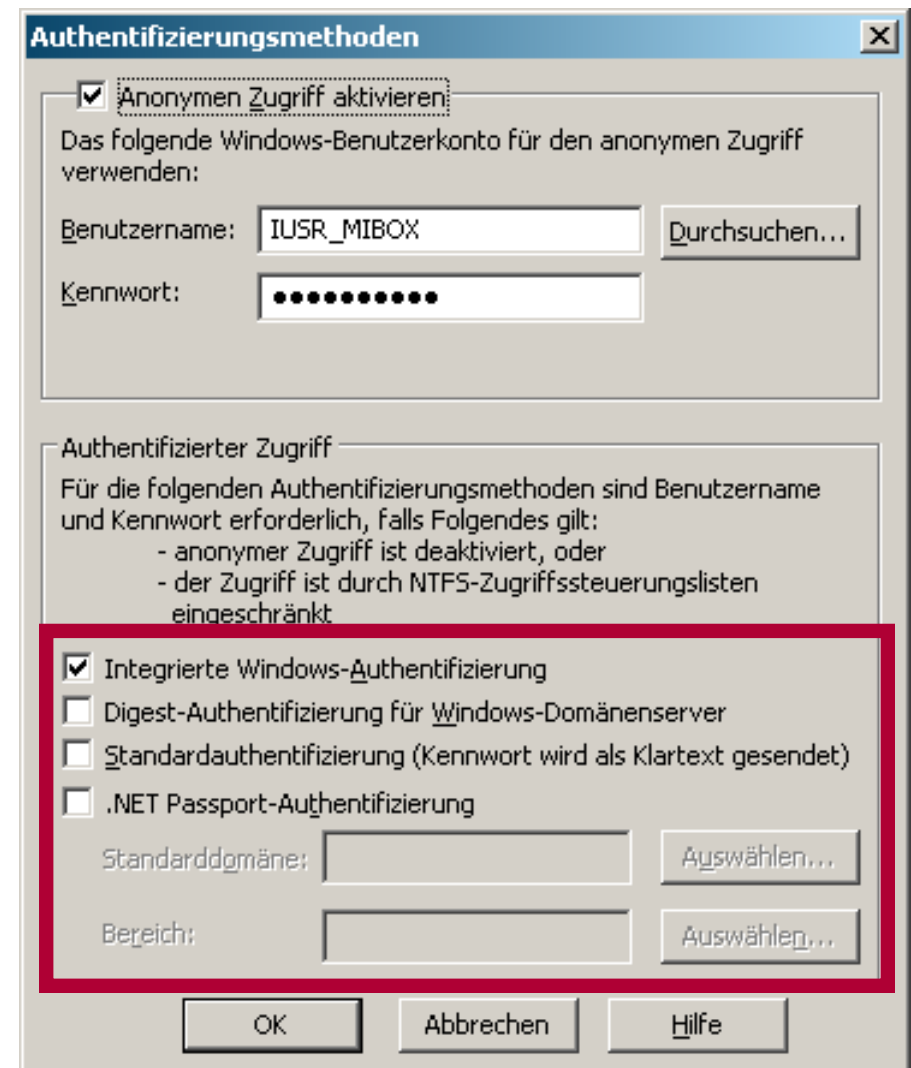 Authentifizierungsmethoden
Anonymen Zugriff aktivieren
Das folgende Windows-Benutzerkonto für den anonymen Zugriff
verwenden:
Benutzername: IUSR_MIBOX Durchsuchen...
Kennwort: ●●●●●●●●●●
Authentifizierter Zugriff
Für die folgenden Authentifizierungsmethoden sind Benutzername
und Kennwort erforderlich, falls Folgendes gilt:
- anonymer Zugriff ist deaktiviert, oder
- der Zugriff ist durch NTFS-Zugriffssteuerungslisten
eingeschränkt
Integrierte Windows-Authentifizierung
Digest-Authentifizierung für Windows-Domänenserver
Standardauthentifizierung (Kennwort wird als Klartext gesendet)
.NET Passport-Authentifizierung
Standarddomäne: Auswählen...
Bereich: Auswählen...
OK Abbrechen Hilfe